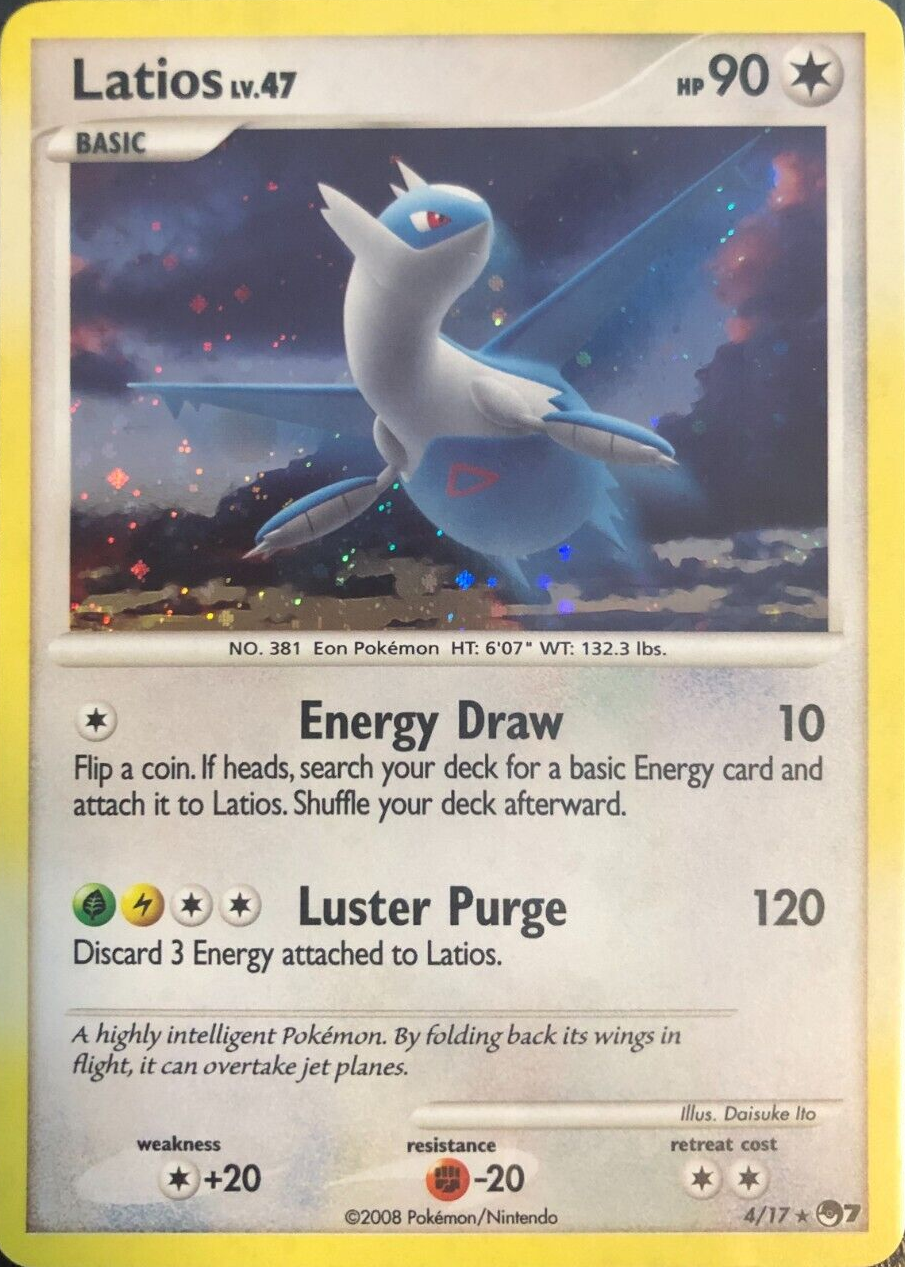 Latios LV.47
HP 90
BASIC
NO. 381 Eon Pokémon HT: 6'07" WT: 132.3 lbs.
Energy Draw 10
Flip a coin. If heads, search your deck for a basic Energy card and
attach it to Latios. Shuffle your deck afterward.
Luster Purge 120
Discard 3 Energy attached to Latios.
A highly intelligent Pokémon. By folding back its wings in
flight, it can overtake jet planes.
Illus. Daisuke Ito
weakness resistance retreat cost
+20 -20
©2008 Pokémon/Nintendo 4/17 ★ 7